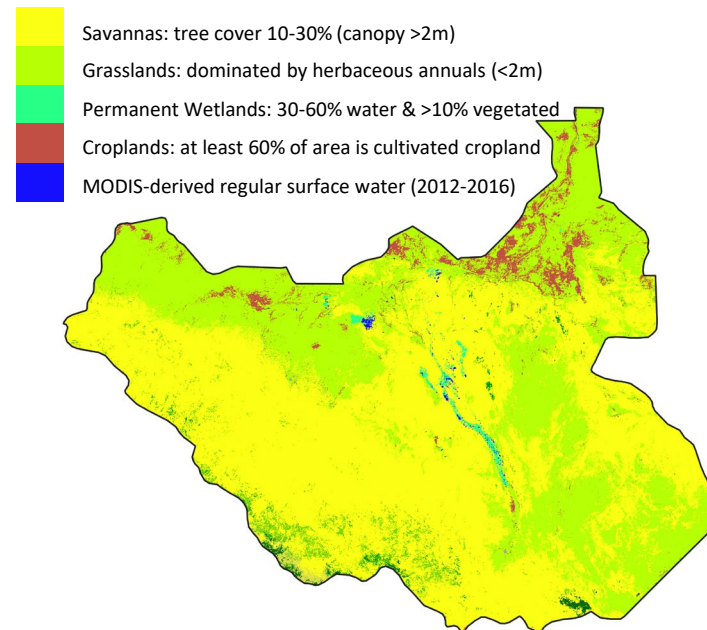 Savannas: tree cover 10-30% (canopy >2m)
Grasslands: dominated by herbaceous annuals (<2m)
Permanent Wetlands: 30-60% water & >10% vegetated
Croplands: at least 60% of area is cultivated cropland
MODIS-derived regular surface water (2012-2016)